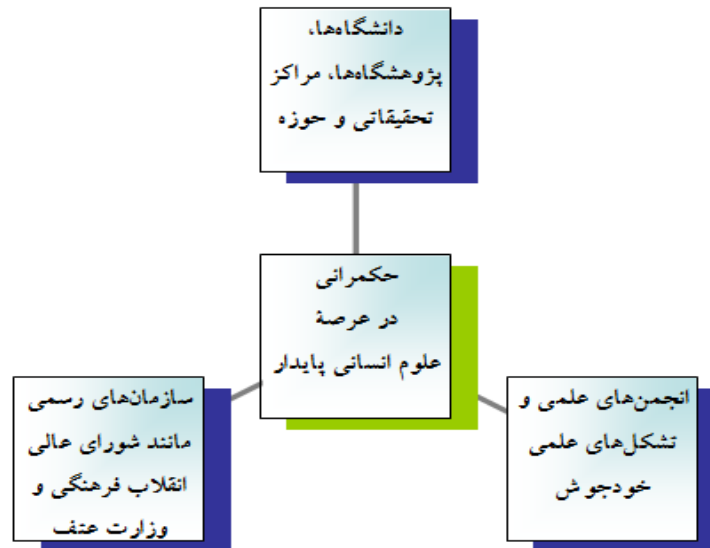 دانشگاه‌ها،
پژوهشگاه‌ها، مراکز
تحقیقاتی و حوزه
حکمرانی
در عرصهٔ
علوم انسانی پایدار
انجمن‌های علمی و
تشکل‌های علمی
خودجوش
سازمان‌های رسمی
مانند شورای عالی
انقلاب فرهنگی و
وزارت عتف